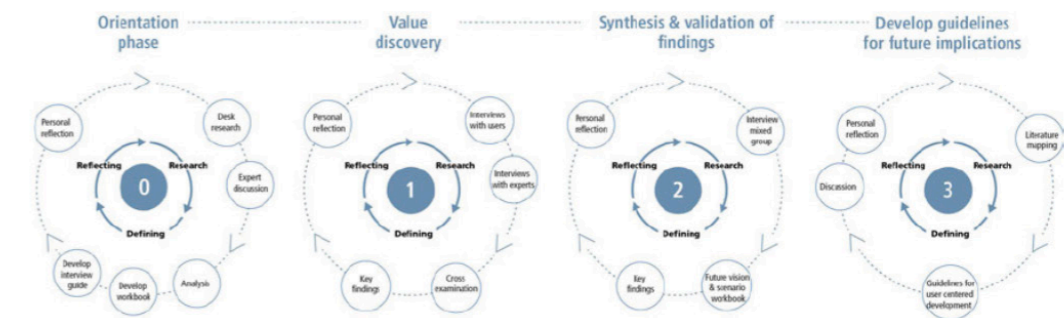 Orientation
phase
Value
discovery
Synthesis & validation of
findings
Develop guidelines
for future implications
Personal
reflection
Desk
research
Expert
discussion
Reflecting
Research
0
Defining
Develop
interview
guide
Develop
workbook
Analysis
Personal
reflection
Interviews
with users
Interviews
with experts
Reflecting
Research
1
Defining
Key
findings
Cross
examination
Personal
reflection
Interview
mixed
group
Reflecting
Research
2
Defining
Key
findings
Future vision
& scenario
workbook
Personal
reflection
Literature
mapping
Discussion
Reflecting
Research
3
Defining
Guidelines for
user centered
development